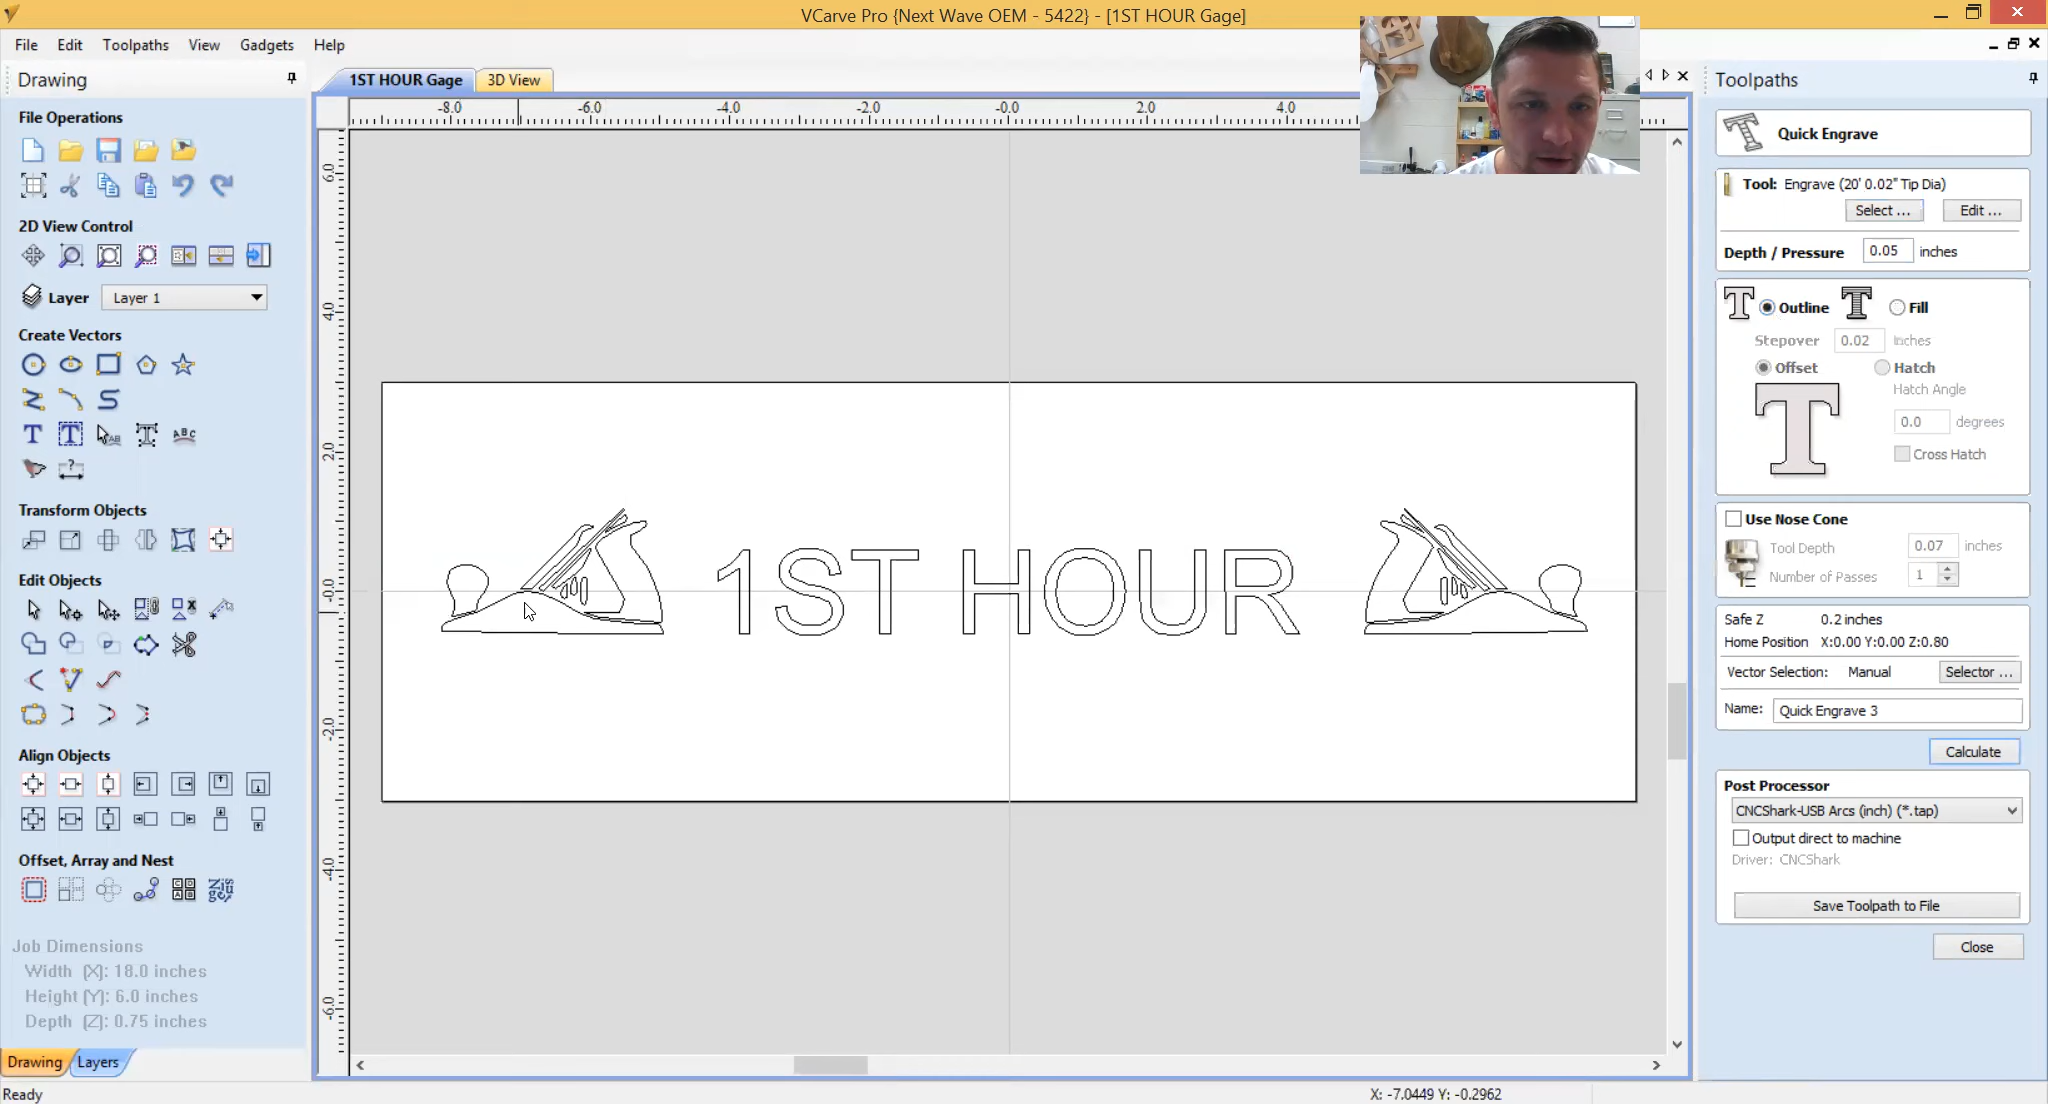 VCarve Pro {Next Wave OEM - 5422} - [1ST HOUR Gage]
File Edit Toolpaths View Gadgets Help
Drawing
File Operations
2D View Control
Layer Layer 1
Create Vectors
Transform Objects
Edit Objects
Align Objects
Offset, Array and Nest
Job Dimensions
Width (X): 18.0 inches
Height (Y): 6.0 inches
Depth (Z): 0.75 inches
Drawing Layers
Ready
1ST HOUR Gage 3D View
-8.0 -6.0 -4.0 -2.0 -0.0 2.0 4.0
6.0
4.0
2.0
-0.0
-2.0
-4.0
-6.0
1ST HOUR
X: -7.0449 Y: -0.2962
Toolpaths
Quick Engrave
Tool: Engrave (20' 0.02" Tip Dia)
Select ... Edit ...
Depth / Pressure 0.05 inches
Outline Fill
Stepover 0.02 Inches
Offset Hatch
Hatch Angle
0.0 degrees
Cross Hatch
Use Nose Cone
Tool Depth 0.07 inches
Number of Passes 1
Safe Z 0.2 inches
Home Position X:0.00 Y:0.00 Z:0.80
Vector Selection: Manual Selector ...
Name: Quick Engrave 3
Calculate
Post Processor
CNCShark-USB Arcs (inch) (*.tap)
Output direct to machine
Driver: CNCShark
Save Toolpath to File
Close